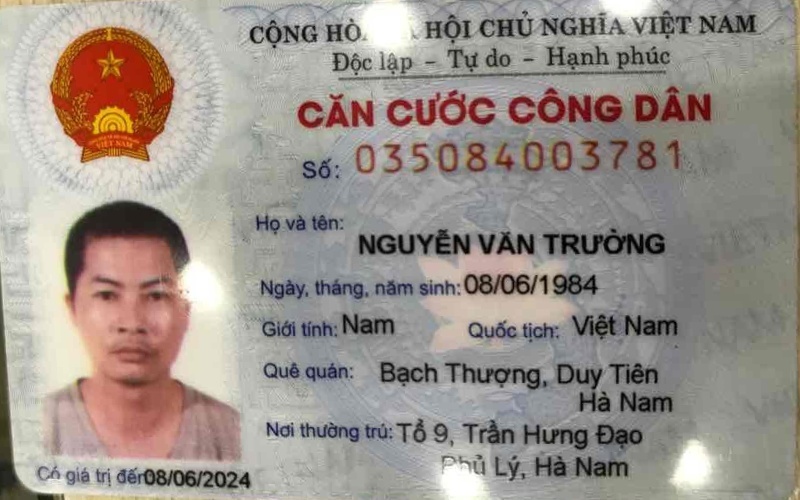 CỘNG HÒA XÃ HỘI CHỦ NGHĨA VIỆT NAM
Độc lập - Tự do - Hạnh phúc
CĂN CƯỚC CÔNG DÂN
Số: 035084003781
Họ và tên:
NGUYỄN VĂN TRƯỜNG
Ngày, tháng, năm sinh: 08/06/1984
Giới tính: Nam Quốc tịch: Việt Nam
Quê quán: Bạch Thượng, Duy Tiên
Hà Nam
Nơi thường trú: Tổ 9, Trần Hưng Đạo
Phủ Lý, Hà Nam
Có giá trị đến 08/06/2024
VIỆT NAM